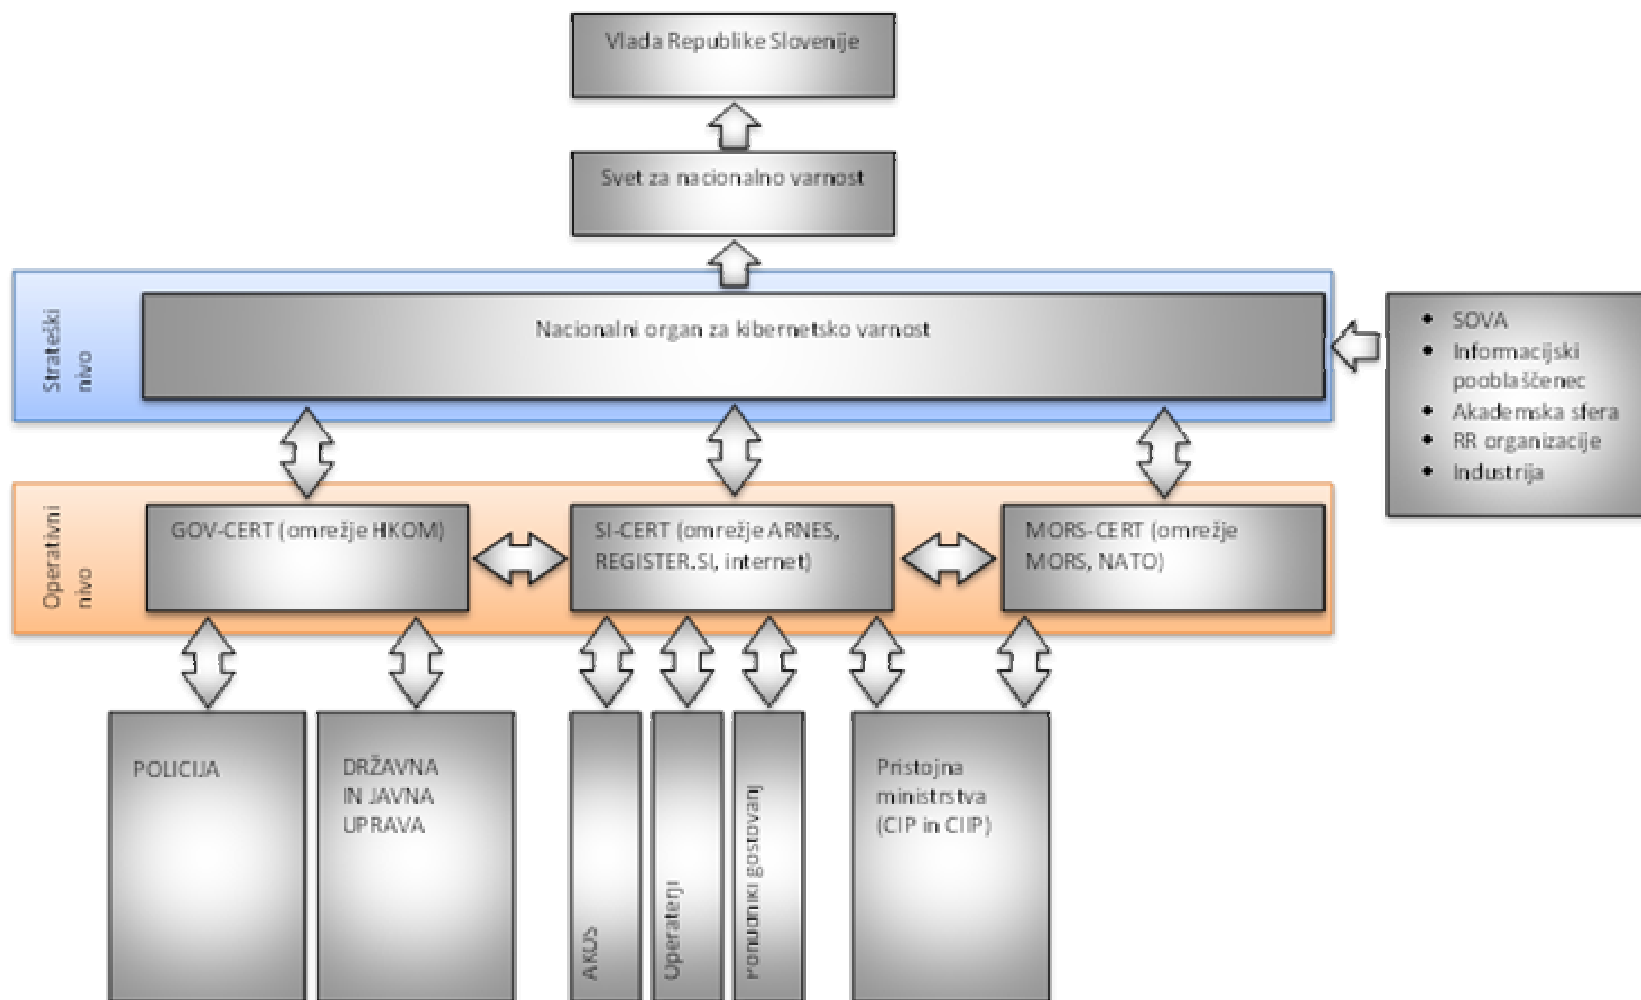 Vlada Republike Slovenije
Svet za nacionalno varnost
Strateški
nivo
Nacionalni organ za kibernetsko varnost
• SOVA
• Informacijski
pooblaščenec
• Akademska sfera
• RR organizacije
• Industrija
Operativni
nivo
GOV-CERT (omrežje HKOM)
SI-CERT (omrežje ARNES,
REGISTER.SI, internet)
MORS-CERT (omrežje
MORS, NATO)
POLICIJA
DRŽAVNA
IN JAVNA
UPRAVA
AKOS
Operaterji
Ponudniki gostovanj
Pristojna
ministrstva
(CIP in CIIP)